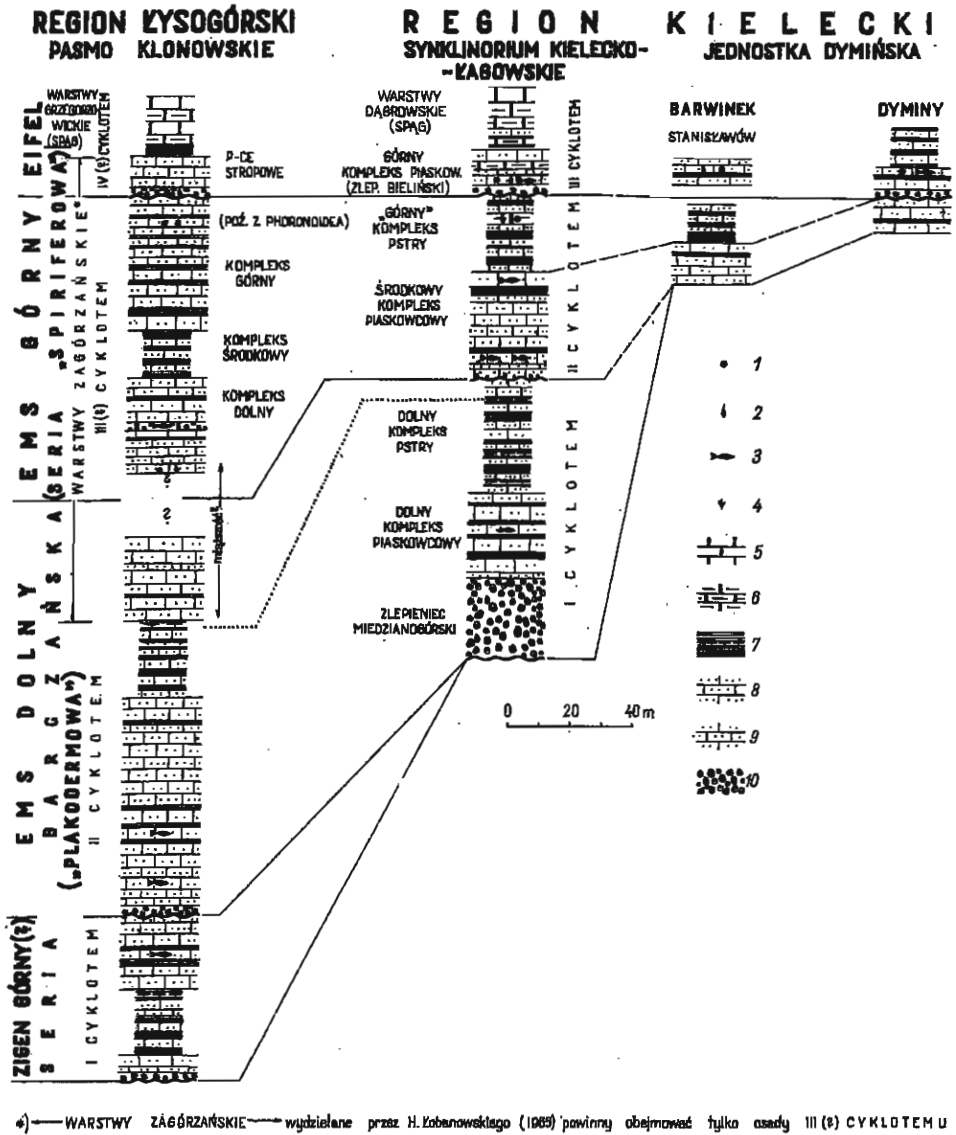 REGION ŁYSOGÓRSKI
PASMO KLONOWSKIE
REGION KIELECKI
SYNKLINORIUM KIELECKO-
-ŁAGOWSKIE
JEDNOSTKA DYMIŃSKA
WARSTWY
GRZEGORZO-
WICKIE
(SPĄG)
IV(?) CYKLOTEM
P-CE
STROPOWE
(POŹ. Z PHORONOIDEA)
KOMPLEKS
GÓRNY
KOMPLEKS
ŚRODKOWY
KOMPLEKS
DOLNY
EIFEL
EMS GÓRNY
(SERIA „SPIRIFEROWA")
WARSTWY ZAGÓRZAŃSKIE*
III(?) CYKLOTEM
?
?
miąższość?
EMS DOLNY
SERIA BARCZAŃSKA
(„PLAKODERMOWA")
II CYKLOTEM
ZIGEN GÓRNY(?)
I CYKLOTEM
WARSTWY
DĄBROWSKIE
(SPĄG)
GÓRNY
KOMPLEKS PIASKOW.
(ZLEP. BIELIŃSKI)
III CYKLOTEM
„GÓRNY"
KOMPLEKS
PSTRY
ŚRODKOWY
KOMPLEKS
PIASKOWCOWY
II CYKLOTEM
DOLNY
KOMPLEKS
PSTRY
DOLNY
KOMPLEKS
PIASKOWCOWY
ZLEPIENIEC
MIEDZIANOGÓRSKI
I CYKLOTEM
BARWINEK
STANISŁAWÓW
DYMINY
1
2
3
4
5
6
7
8
9
10
0 20 40 m
*) WARSTWY ZAGÓRZAŃSKIE wydzielane przez H. Łobanowskiego (1965) powinny obejmować tylko osady III(?) CYKLOTEMU